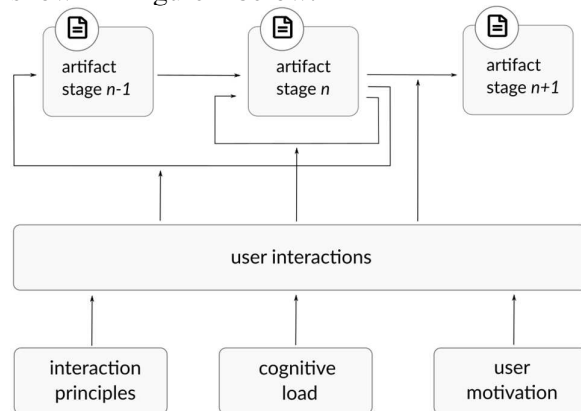 artifact
stage n-1
artifact
stage n
artifact
stage n+1
user interactions
interaction
principles
cognitive
load
user
motivation